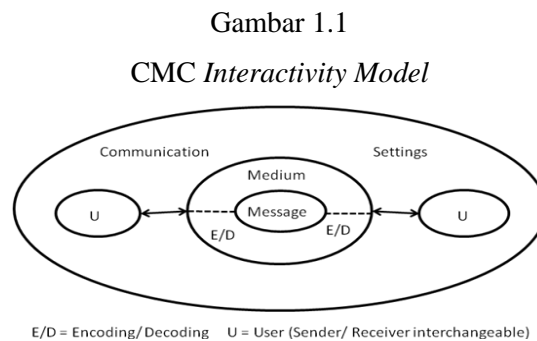 Gambar 1.1
CMC Interactivity Model
Communication Settings
Medium
U Message U
E/D E/D
E/D = Encoding/ Decoding U = User (Sender/ Receiver interchangeable)